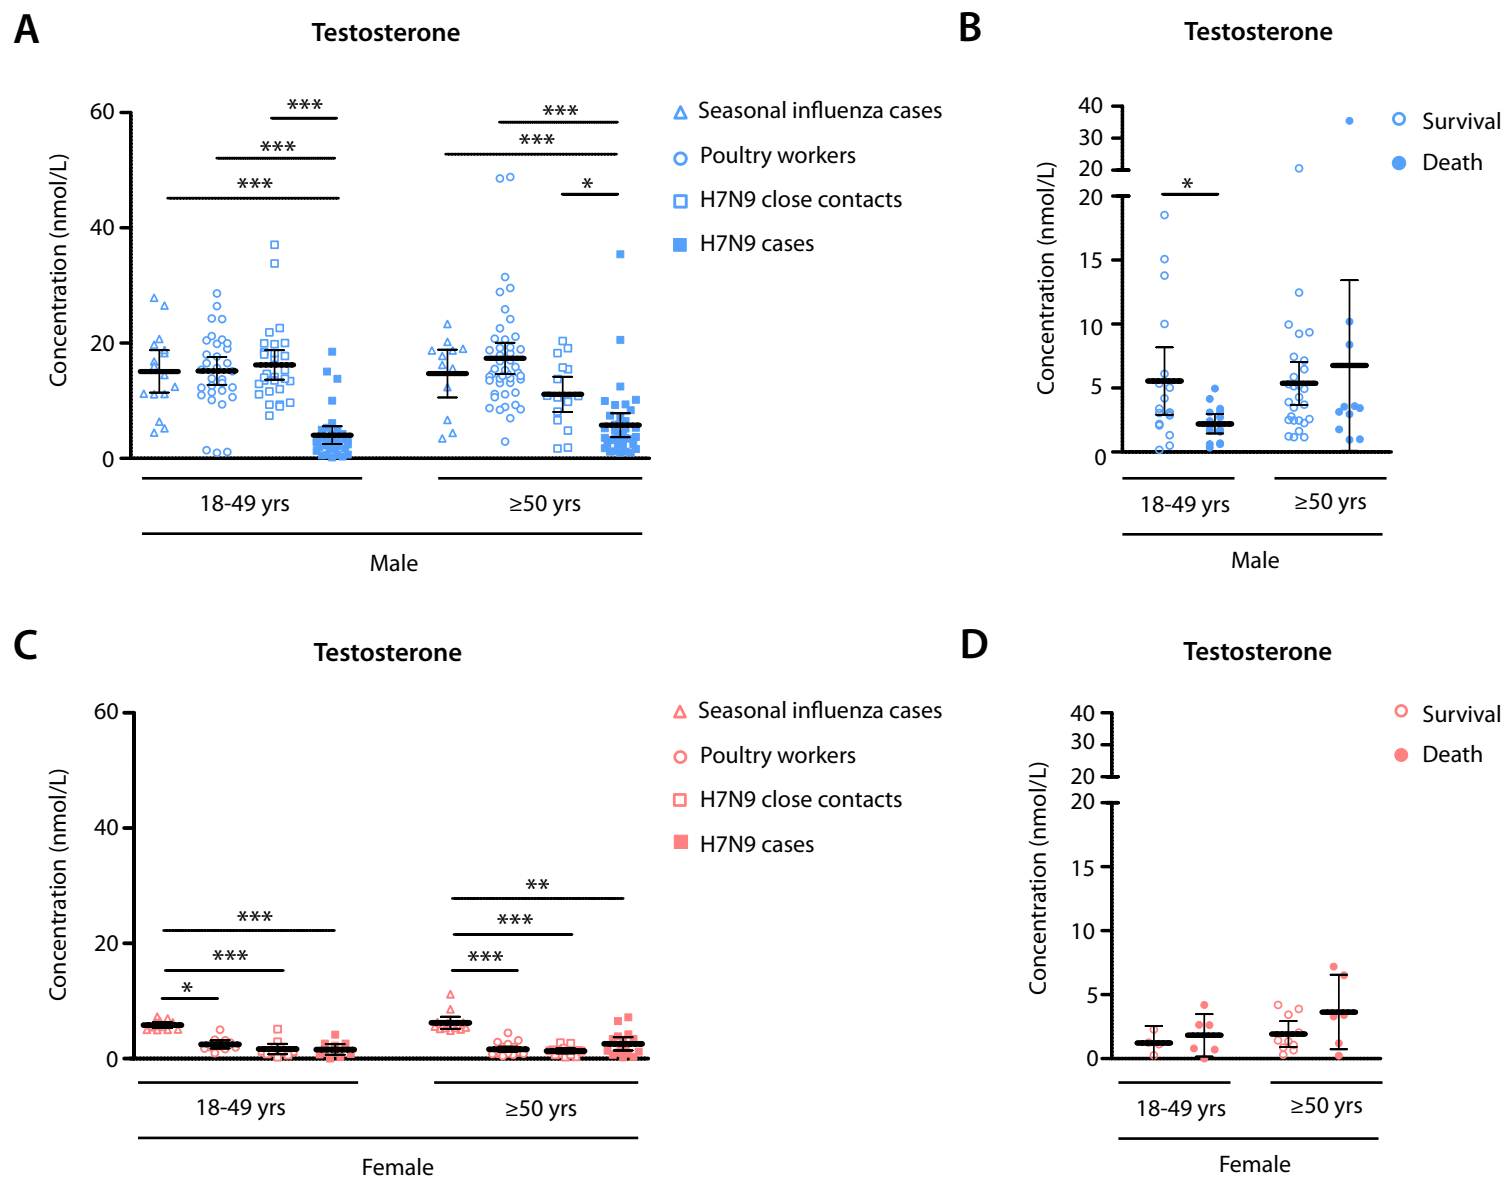 A
Testosterone
Concentration (nmol/L)
60
40
20
0
***
***
***
***
***
*
18-49 yrs
≥50 yrs
Male
Seasonal influenza cases
Poultry workers
H7N9 close contacts
H7N9 cases
B
Testosterone
Concentration (nmol/L)
40
30
20
20
15
10
5
0
*
18-49 yrs
≥50 yrs
Male
Survival
Death
C
Testosterone
Concentration (nmol/L)
60
40
20
0
***
***
*
**
***
***
18-49 yrs
≥50 yrs
Female
Seasonal influenza cases
Poultry workers
H7N9 close contacts
H7N9 cases
D
Testosterone
Concentration (nmol/L)
40
30
20
20
15
10
5
0
18-49 yrs
≥50 yrs
Female
Survival
Death